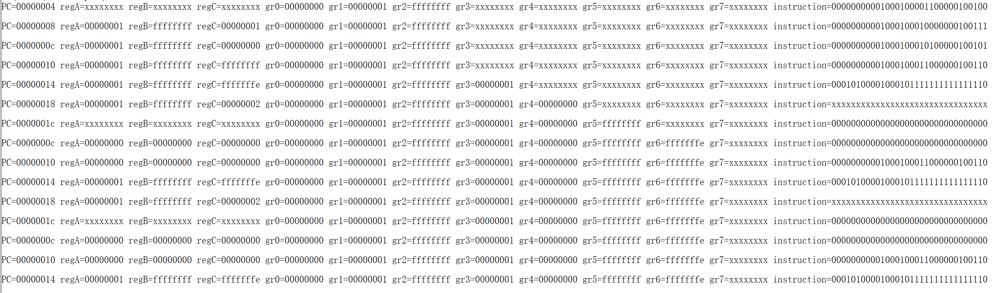 PC=00000004 regA=xxxxxxxx regB=xxxxxxxx regC=xxxxxxxx gr0=00000000 gr1=00000001 gr2=ffffffff gr3=xxxxxxxx gr4=xxxxxxxx gr5=xxxxxxxx gr6=xxxxxxxx gr7=xxxxxxxx instruction=00000000001000100001100000100100
PC=00000008 regA=00000001 regB=ffffffff regC=00000001 gr0=00000000 gr1=00000001 gr2=ffffffff gr3=xxxxxxxx gr4=xxxxxxxx gr5=xxxxxxxx gr6=xxxxxxxx gr7=xxxxxxxx instruction=00000000001000100010000000100111
PC=0000000c regA=00000001 regB=ffffffff regC=00000000 gr0=00000000 gr1=00000001 gr2=ffffffff gr3=xxxxxxxx gr4=xxxxxxxx gr5=xxxxxxxx gr6=xxxxxxxx gr7=xxxxxxxx instruction=00000000001000100010100000100101
PC=00000010 regA=00000001 regB=ffffffff regC=ffffffff gr0=00000000 gr1=00000001 gr2=ffffffff gr3=xxxxxxxx gr4=xxxxxxxx gr5=xxxxxxxx gr6=xxxxxxxx gr7=xxxxxxxx instruction=00000000001000100011000000100110
PC=00000014 regA=00000001 regB=ffffffff regC=fffffffe gr0=00000000 gr1=00000001 gr2=ffffffff gr3=00000001 gr4=xxxxxxxx gr5=xxxxxxxx gr6=xxxxxxxx gr7=xxxxxxxx instruction=00010100001000101111111111111110
PC=00000018 regA=00000001 regB=ffffffff regC=00000002 gr0=00000000 gr1=00000001 gr2=ffffffff gr3=00000001 gr4=00000000 gr5=xxxxxxxx gr6=xxxxxxxx gr7=xxxxxxxx instruction=xxxxxxxxxxxxxxxxxxxxxxxxxxxxxxxx
PC=0000001c regA=xxxxxxxx regB=xxxxxxxx regC=xxxxxxxx gr0=00000000 gr1=00000001 gr2=ffffffff gr3=00000001 gr4=00000000 gr5=ffffffff gr6=xxxxxxxx gr7=xxxxxxxx instruction=00000000000000000000000000000000
PC=0000000c regA=00000000 regB=00000000 regC=00000000 gr0=00000000 gr1=00000001 gr2=ffffffff gr3=00000001 gr4=00000000 gr5=ffffffff gr6=fffffffe gr7=xxxxxxxx instruction=00000000000000000000000000000000
PC=00000010 regA=00000000 regB=00000000 regC=00000000 gr0=00000000 gr1=00000001 gr2=ffffffff gr3=00000001 gr4=00000000 gr5=ffffffff gr6=fffffffe gr7=xxxxxxxx instruction=00000000001000100011000000100110
PC=00000014 regA=00000001 regB=ffffffff regC=fffffffe gr0=00000000 gr1=00000001 gr2=ffffffff gr3=00000001 gr4=00000000 gr5=ffffffff gr6=fffffffe gr7=xxxxxxxx instruction=00010100001000101111111111111110
PC=00000018 regA=00000001 regB=ffffffff regC=00000002 gr0=00000000 gr1=00000001 gr2=ffffffff gr3=00000001 gr4=00000000 gr5=ffffffff gr6=fffffffe gr7=xxxxxxxx instruction=xxxxxxxxxxxxxxxxxxxxxxxxxxxxxxxx
PC=0000001c regA=xxxxxxxx regB=xxxxxxxx regC=xxxxxxxx gr0=00000000 gr1=00000001 gr2=ffffffff gr3=00000001 gr4=00000000 gr5=ffffffff gr6=fffffffe gr7=xxxxxxxx instruction=00000000000000000000000000000000
PC=0000000c regA=00000000 regB=00000000 regC=00000000 gr0=00000000 gr1=00000001 gr2=ffffffff gr3=00000001 gr4=00000000 gr5=ffffffff gr6=fffffffe gr7=xxxxxxxx instruction=00000000000000000000000000000000
PC=00000010 regA=00000000 regB=00000000 regC=00000000 gr0=00000000 gr1=00000001 gr2=ffffffff gr3=00000001 gr4=00000000 gr5=ffffffff gr6=fffffffe gr7=xxxxxxxx instruction=00000000001000100011000000100110
PC=00000014 regA=00000001 regB=ffffffff regC=fffffffe gr0=00000000 gr1=00000001 gr2=ffffffff gr3=00000001 gr4=00000000 gr5=ffffffff gr6=fffffffe gr7=xxxxxxxx instruction=00010100001000101111111111111110